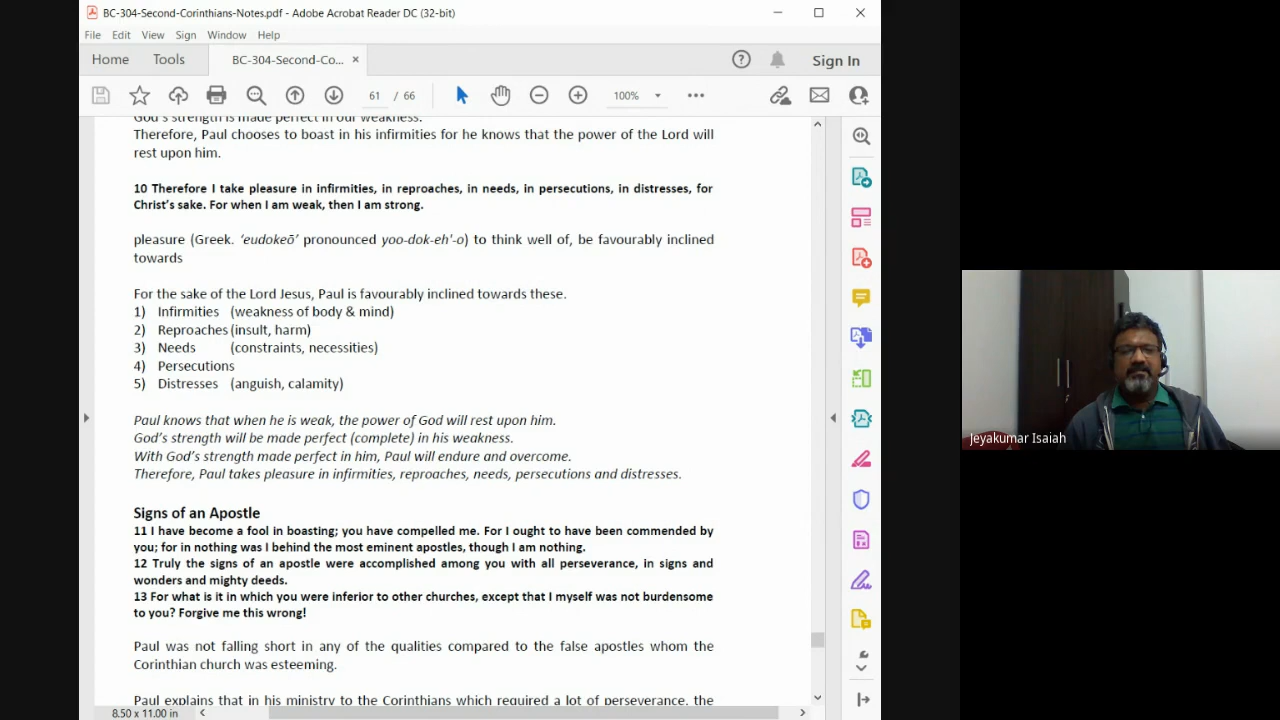 BC-304-Second-Corinthians-Notes.pdf - Adobe Acrobat Reader DC (32-bit)
File Edit View Sign Window Help
Home Tools BC-304-Second-Co... × Sign In
61 / 66 100%
God's strength is made perfect in our weakness.
Therefore, Paul chooses to boast in his infirmities for he knows that the power of the Lord will
rest upon him.
10 Therefore I take pleasure in infirmities, in reproaches, in needs, in persecutions, in distresses, for
Christ's sake. For when I am weak, then I am strong.
pleasure (Greek. 'eudokeō' pronounced yoo-dok-eh'-o) to think well of, be favourably inclined
towards
For the sake of the Lord Jesus, Paul is favourably inclined towards these.
1) Infirmities (weakness of body & mind)
2) Reproaches (insult, harm)
3) Needs (constraints, necessities)
4) Persecutions
5) Distresses (anguish, calamity)
Paul knows that when he is weak, the power of God will rest upon him.
God's strength will be made perfect (complete) in his weakness.
With God's strength made perfect in him, Paul will endure and overcome.
Therefore, Paul takes pleasure in infirmities, reproaches, needs, persecutions and distresses.
Signs of an Apostle
11 I have become a fool in boasting; you have compelled me. For I ought to have been commended by
you; for in nothing was I behind the most eminent apostles, though I am nothing.
12 Truly the signs of an apostle were accomplished among you with all perseverance, in signs and
wonders and mighty deeds.
13 For what is it in which you were inferior to other churches, except that I myself was not burdensome
to you? Forgive me this wrong!
Paul was not falling short in any of the qualities compared to the false apostles whom the
Corinthian church was esteeming.
Paul explains that in his ministry to the Corinthians which required a lot of perseverance, the
8.50 x 11.00 in
Jeyakumar Isaiah